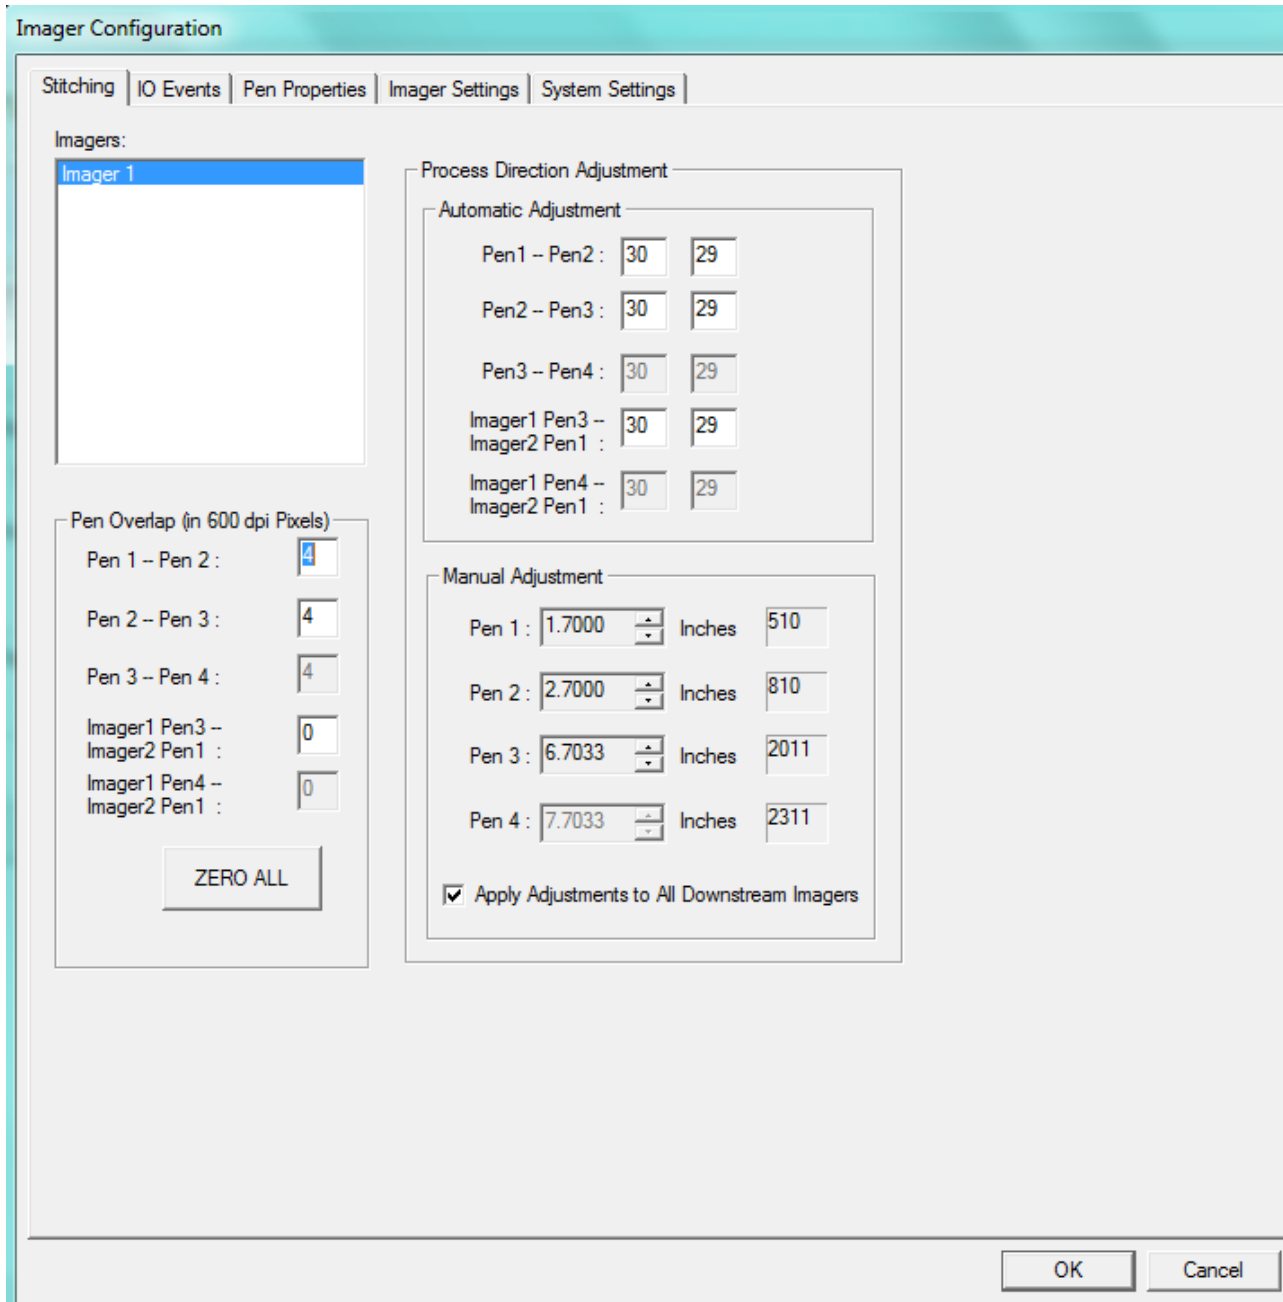 Imager Configuration
Stitching IO Events Pen Properties Imager Settings System Settings
Imagers:
Imager 1
Pen Overlap (in 600 dpi Pixels)
Pen 1 -- Pen 2 : 4
Pen 2 -- Pen 3 : 4
Pen 3 -- Pen 4 : 4
Imager1 Pen3 --
Imager2 Pen1 : 0
Imager1 Pen4 --
Imager2 Pen1 : 0
ZERO ALL
Process Direction Adjustment
Automatic Adjustment
Pen1 -- Pen2 : 30 29
Pen2 -- Pen3 : 30 29
Pen3 -- Pen4 : 30 29
Imager1 Pen3 --
Imager2 Pen1 : 30 29
Imager1 Pen4 --
Imager2 Pen1 : 30 29
Manual Adjustment
Pen 1 : 1.7000 Inches 510
Pen 2 : 2.7000 Inches 810
Pen 3 : 6.7033 Inches 2011
Pen 4 : 7.7033 Inches 2311
Apply Adjustments to All Downstream Imagers
OK Cancel